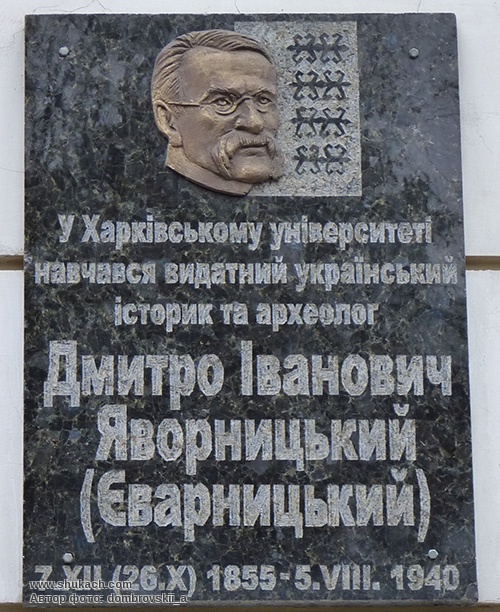 У Харківському університеті
навчався видатний український
історик та археолог
Дмитро Іванович
Яворницький
(Єварницький)
7.XII (26.X) 1855-5.VIII. 1940
www.shukach.com
Автор фото: dombrovskii_a